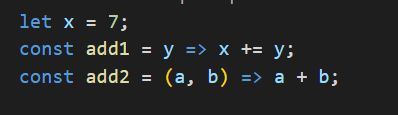 let x = 7;
const add1 = y => x += y;
const add2 = (a, b) => a + b;